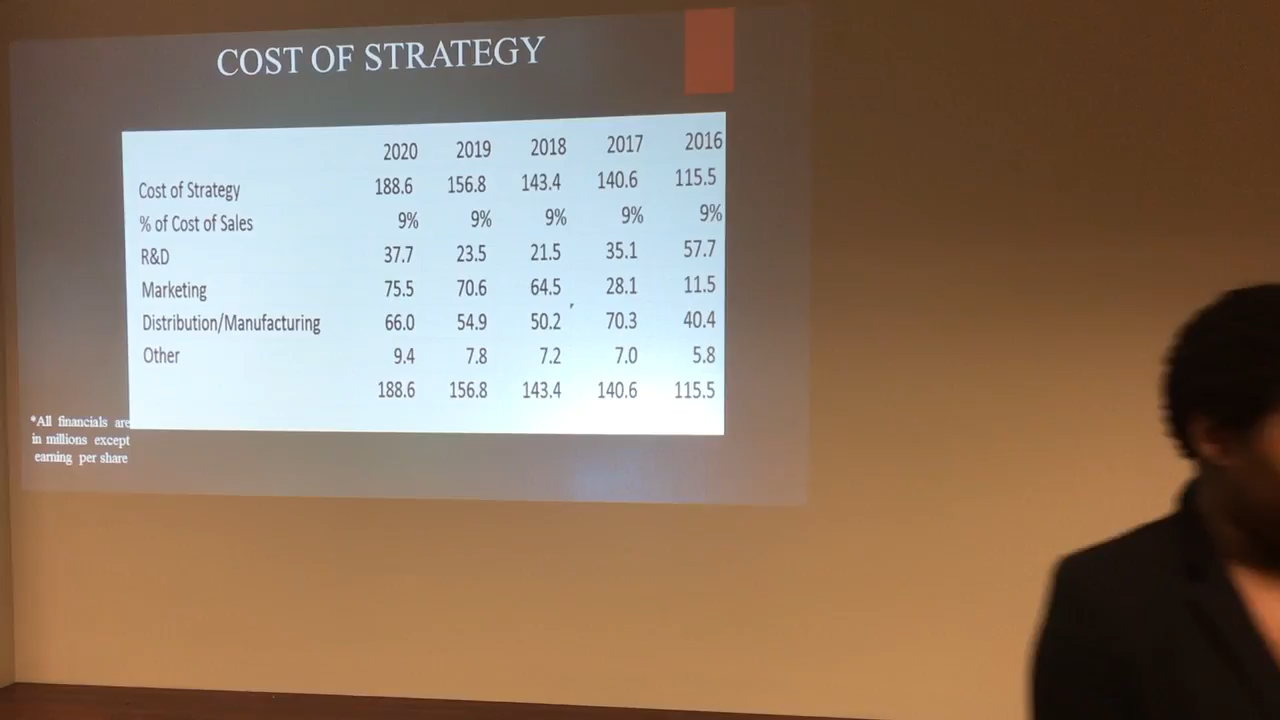 COST OF STRATEGY
2020 2019 2018 2017 2016
Cost of Strategy 188.6 156.8 143.4 140.6 115.5
% of Cost of Sales 9% 9% 9% 9% 9%
R&D 37.7 23.5 21.5 35.1 57.7
Marketing 75.5 70.6 64.5 28.1 11.5
Distribution/Manufacturing 66.0 54.9 50.2 70.3 40.4
Other 9.4 7.8 7.2 7.0 5.8
188.6 156.8 143.4 140.6 115.5
*All financials are
in millions except
earning per share